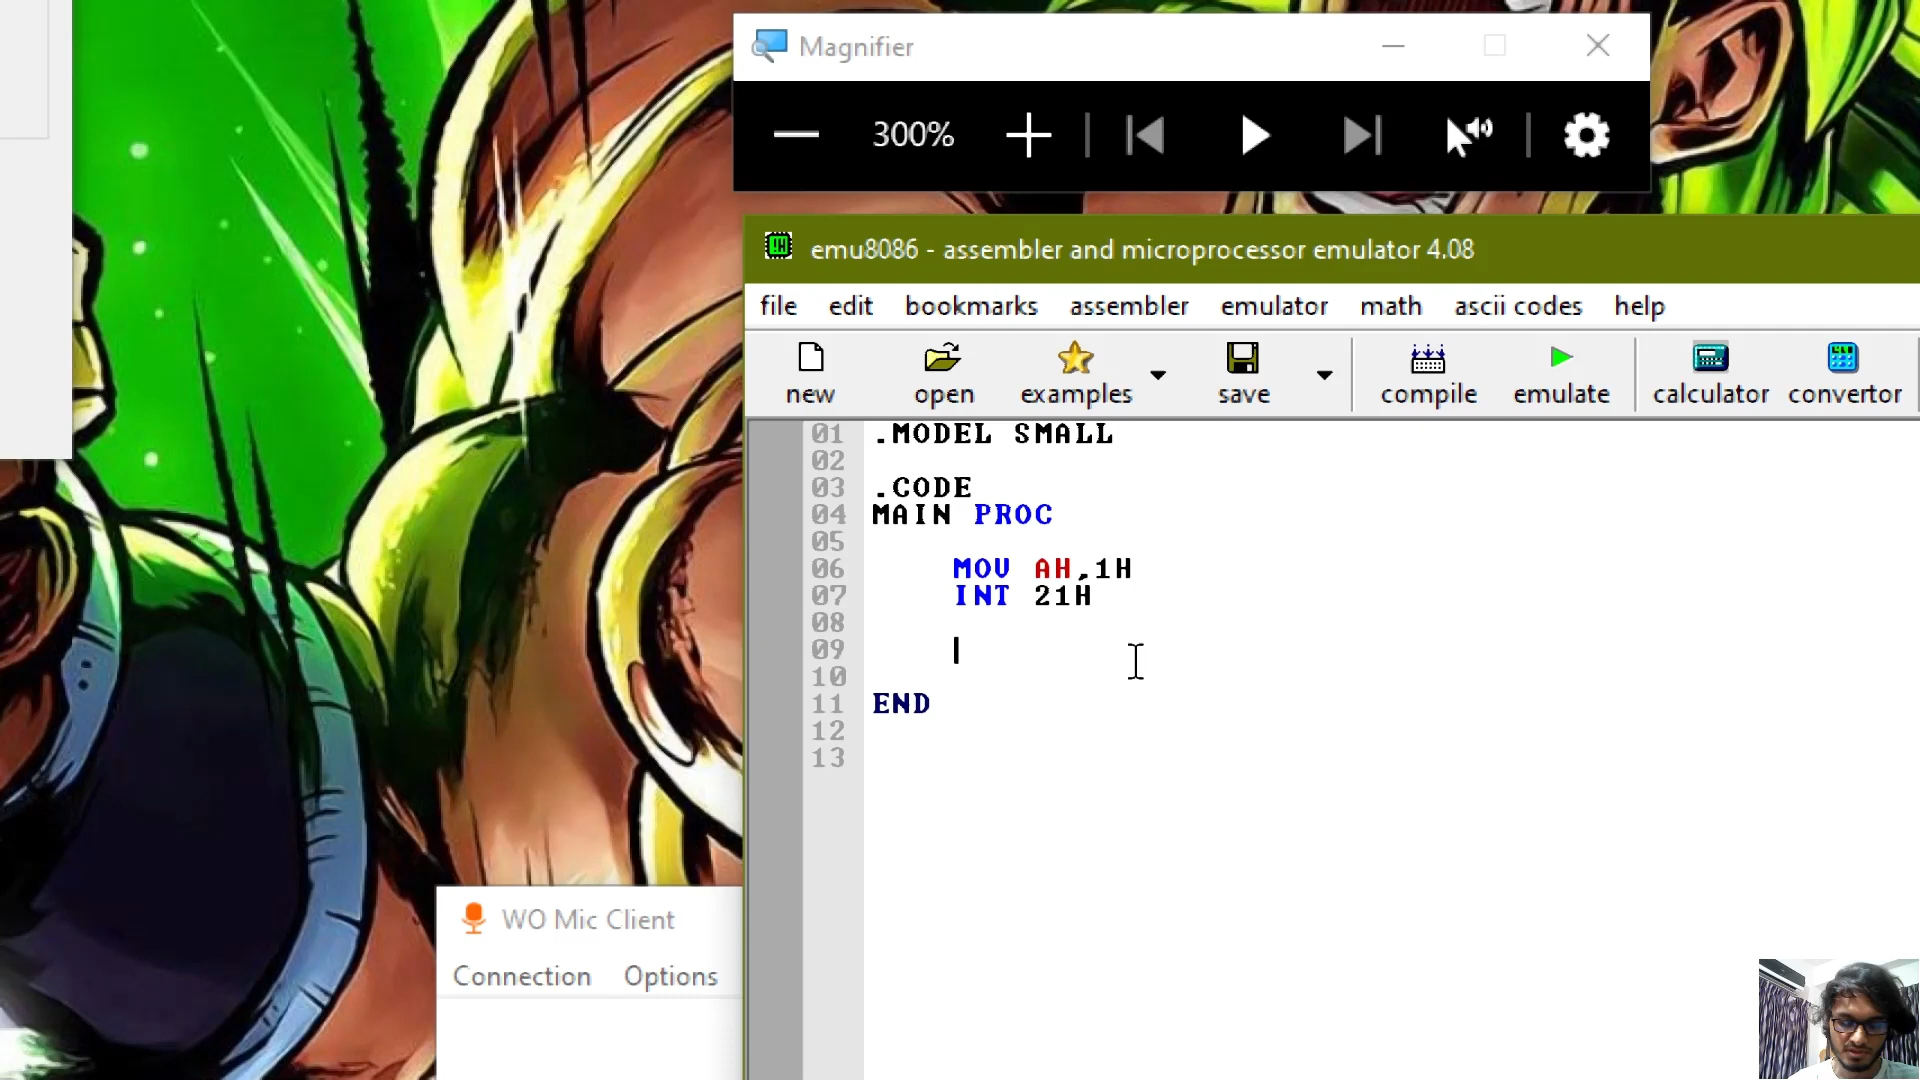 Magnifier
300%
emu8086 - assembler and microprocessor emulator 4.08
file edit bookmarks assembler emulator math ascii codes help
new open examples save compile emulate calculator convertor
01 .MODEL SMALL
02
03 .CODE
04 MAIN PROC
05
06 MOV AH,1H
07 INT 21H
08
09
10
11 END
12
13
WO Mic Client
Connection Options